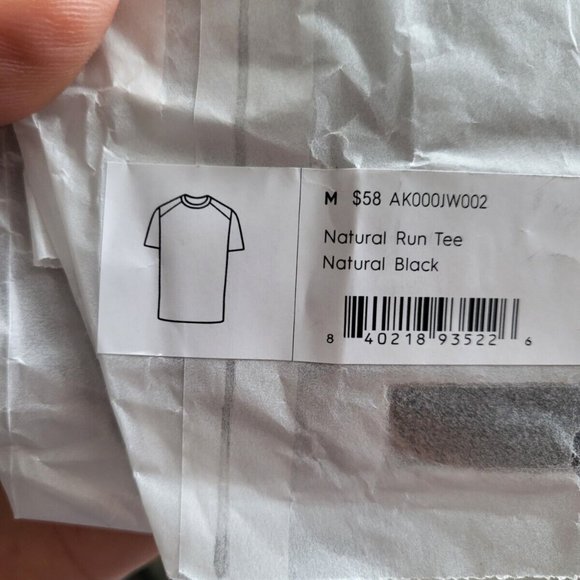 M $58 AK000JW002
Natural Run Tee
Natural Black
8 40218 93522 6